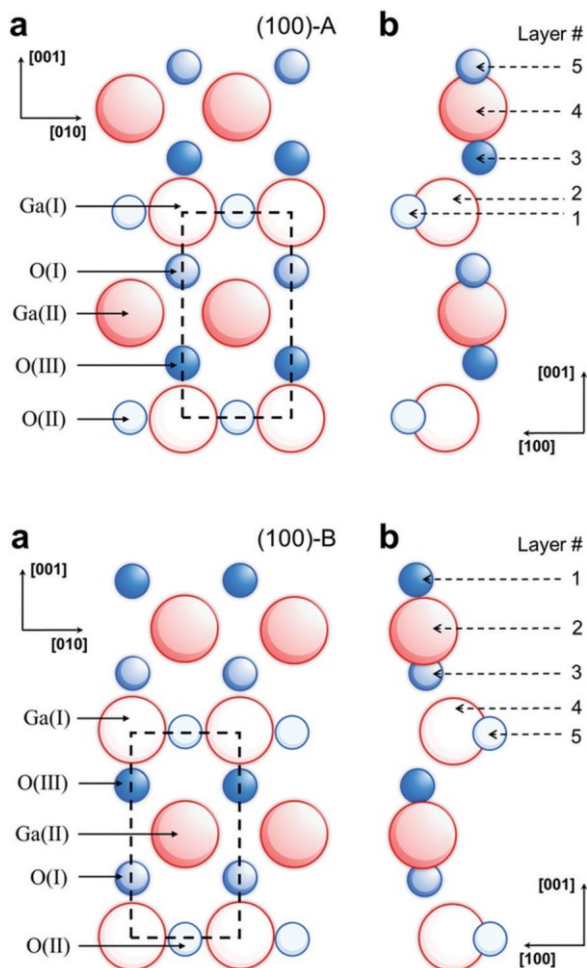 a
(100)-A
b
Layer #
[001]
[010]
5
4
3
2
1
Ga(I)
O(I)
Ga(II)
O(III)
O(II)
[001]
[100]
a
(100)-B
b
Layer #
[001]
[010]
1
2
3
4
5
Ga(I)
O(III)
Ga(II)
O(I)
O(II)
[001]
[100]